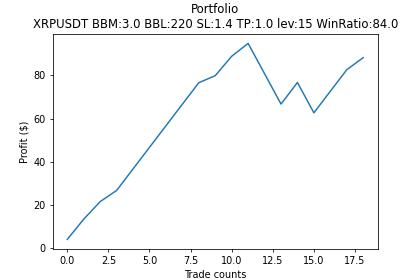 Portfolio
XRPUSDT BBM:3.0 BBL:220 SL:1.4 TP:1.0 lev:15 WinRatio:84.0
Profit ($)
80
60
40
20
0
0.0 2.5 5.0 7.5 10.0 12.5 15.0 17.5
Trade counts